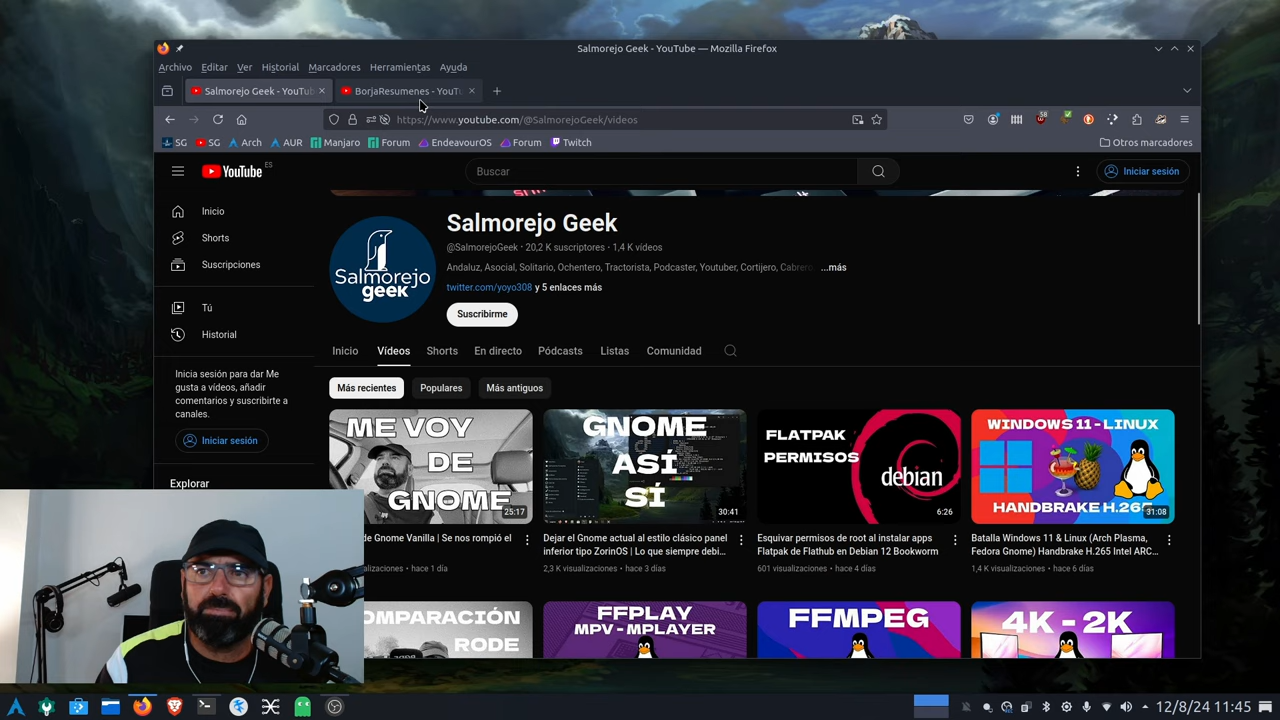 Salmorejo Geek - YouTube — Mozilla Firefox
Archivo Editar Ver Historial Marcadores Herramientas Ayuda
Salmorejo Geek - YouTub
BorjaResumenes - YouTu
https://www.youtube.com/@SalmorejoGeek/videos
SG SG Arch AUR Manjaro Forum EndeavourOS Forum Twitch Otros marcadores
YouTube ES
Buscar
Iniciar sesión
Inicio
Shorts
Suscripciones
Tú
Historial
Inicia sesión para dar Me
gusta a vídeos, añadir
comentarios y suscribirte a
canales.
Iniciar sesión
Explorar
Salmorejo
geek
Salmorejo Geek
@SalmorejoGeek · 20,2 K suscriptores · 1,4 K vídeos
Andaluz, Asocial, Solitario, Ochentero, Tractorista, Podcaster, Youtuber, Cortijero, Cabrero ...más
twitter.com/yoyo308 y 5 enlaces más
Suscribirme
Inicio Vídeos Shorts En directo Pódcasts Listas Comunidad
Más recientes Populares Más antiguos
ME VOY
DE
GNOME
25:17
de Gnome Vanilla | Se nos rompió el
alizaciones · hace 1 día
GNOME
ASÍ
SÍ
30:41
Dejar el Gnome actual al estilo clásico panel
inferior tipo ZorinOS | Lo que siempre debi...
2,3 K visualizaciones · hace 3 días
FLATPAK
PERMISOS
debian
6:26
Esquivar permisos de root al instalar apps
Flatpak de Flathub en Debian 12 Bookworm
601 visualizaciones · hace 4 días
WINDOWS 11 - LINUX
HANDBRAKE H.265
31:08
Batalla Windows 11 & Linux (Arch Plasma,
Fedora Gnome) Handbrake H.265 Intel ARC...
1,4 K visualizaciones · hace 6 días
OMPARACIÓN
RODE
FFPLAY
MPV - MPLAYER
FFMPEG
4K - 2K
12/8/24 11:45